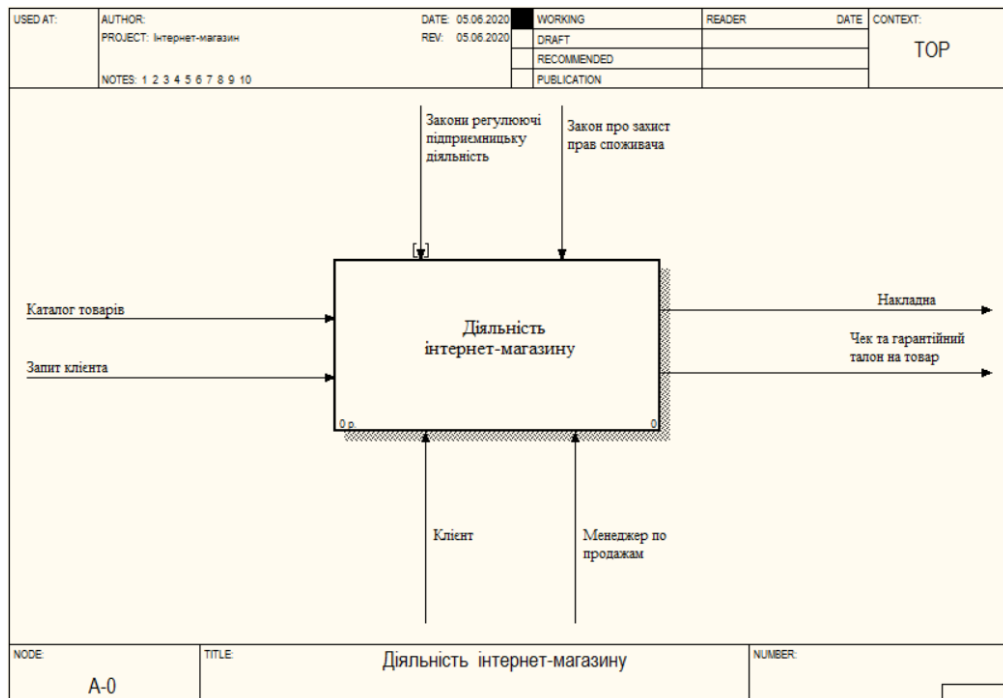 USED AT: AUTHOR: DATE: 05.06.2020 WORKING READER DATE CONTEXT:
PROJECT: Інтернет-магазин REV: 05.06.2020 DRAFT
TOP
RECOMMENDED
NOTES: 1 2 3 4 5 6 7 8 9 10 PUBLICATION
Закони регулюючі
підприємницьку
діяльність
Закон про захист
прав споживача
Каталог товарів
Запит клієнта
Діяльність
інтернет-магазину
0 р. 0
Накладна
Чек та гарантійний
талон на товар
Клієнт
Менеджер по
продажам
NODE: TITLE: Діяльність інтернет-магазину NUMBER:
A-0